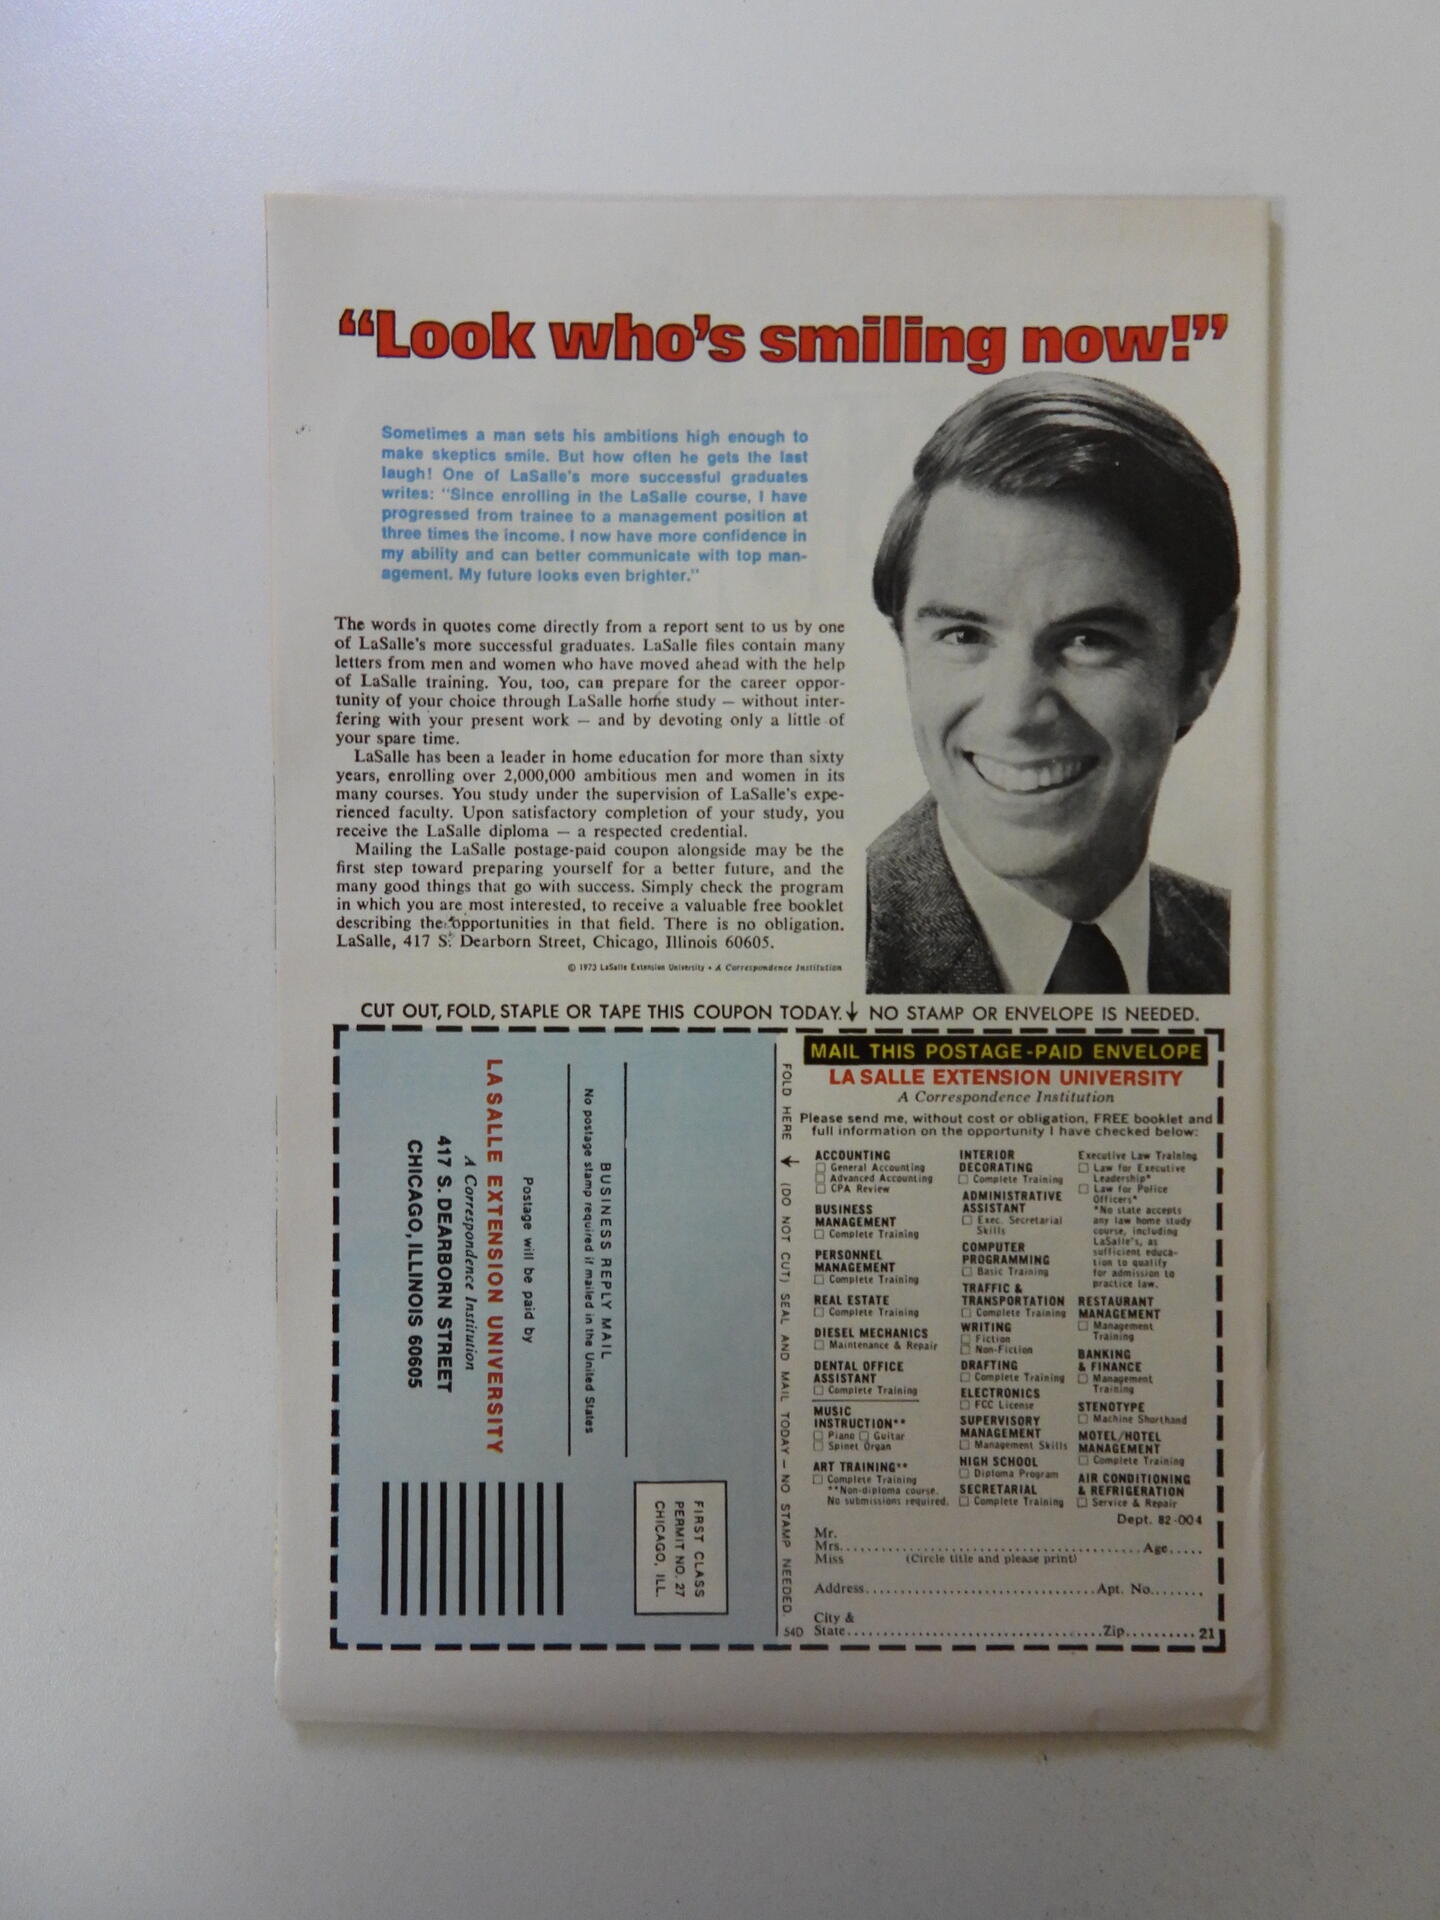 “Look who’s smiling now!”
Sometimes a man sets his ambitions high enough to
make skeptics smile. But how often he gets the last
laugh! One of LaSalle's more successful graduates
writes: "Since enrolling in the LaSalle course, I have
progressed from trainee to a management position at
three times the income. I now have more confidence in
my ability and can better communicate with top man-
agement. My future looks even brighter."
The words in quotes come directly from a report sent to us by one
of LaSalle's more successful graduates. LaSalle files contain many
letters from men and women who have moved ahead with the help
of LaSalle training. You, too, can prepare for the career oppor-
tunity of your choice through LaSalle home study — without inter-
fering with your present work — and by devoting only a little of
your spare time.
LaSalle has been a leader in home education for more than sixty
years, enrolling over 2,000,000 ambitious men and women in its
many courses. You study under the supervision of LaSalle's expe-
rienced faculty. Upon satisfactory completion of your study, you
receive the LaSalle diploma — a respected credential.
Mailing the LaSalle postage-paid coupon alongside may be the
first step toward preparing yourself for a better future, and the
many good things that go with success. Simply check the program
in which you are most interested, to receive a valuable free booklet
describing the opportunities in that field. There is no obligation.
LaSalle, 417 S. Dearborn Street, Chicago, Illinois 60605.
© 1973 LaSalle Extension University • A Correspondence Institution
CUT OUT, FOLD, STAPLE OR TAPE THIS COUPON TODAY. ↓ NO STAMP OR ENVELOPE IS NEEDED.
FIRST CLASS
PERMIT NO. 27
CHICAGO, ILL.
BUSINESS REPLY MAIL
No postage stamp required if mailed in the United States
Postage will be paid by
LA SALLE EXTENSION UNIVERSITY
A Correspondence Institution
417 S. DEARBORN STREET
CHICAGO, ILLINOIS 60605
FOLD HERE ↓ (DO NOT CUT) SEAL AND MAIL TODAY — NO STAMP NEEDED.
54D
MAIL THIS POSTAGE-PAID ENVELOPE
LA SALLE EXTENSION UNIVERSITY
A Correspondence Institution
Please send me, without cost or obligation, FREE booklet and
full information on the opportunity I have checked below:
ACCOUNTING
☐ General Accounting
☐ Advanced Accounting
☐ CPA Review
BUSINESS
MANAGEMENT
☐ Complete Training
PERSONNEL
MANAGEMENT
☐ Complete Training
REAL ESTATE
☐ Complete Training
DIESEL MECHANICS
☐ Maintenance & Repair
DENTAL OFFICE
ASSISTANT
☐ Complete Training
MUSIC
INSTRUCTION**
☐ Piano ☐ Guitar
☐ Spinet Organ
ART TRAINING**
☐ Complete Training
**Non-diploma course.
No submissions required.
INTERIOR
DECORATING
☐ Complete Training
ADMINISTRATIVE
ASSISTANT
☐ Exec. Secretarial
Skills
COMPUTER
PROGRAMMING
☐ Basic Training
TRAFFIC &
TRANSPORTATION
☐ Complete Training
WRITING
☐ Fiction
☐ Non-Fiction
DRAFTING
☐ Complete Training
ELECTRONICS
☐ FCC License
SUPERVISORY
MANAGEMENT
☐ Management Skills
HIGH SCHOOL
☐ Diploma Program
SECRETARIAL
☐ Complete Training
Executive Law Training
☐ Law for Executive
Leadership*
☐ Law for Police
Officers*
*No state accepts
any law home study
course, including
LaSalle's, as
sufficient educa-
tion to qualify
for admission to
practice law.
RESTAURANT
MANAGEMENT
☐ Management
Training
BANKING
& FINANCE
☐ Management
Training
STENOTYPE
☐ Machine Shorthand
MOTEL/HOTEL
MANAGEMENT
☐ Complete Training
AIR CONDITIONING
& REFRIGERATION
☐ Service & Repair
Dept. 82-004
Mr.
Mrs. Age
Miss (Circle title and please print)
Address Apt. No.
City &
State Zip 21